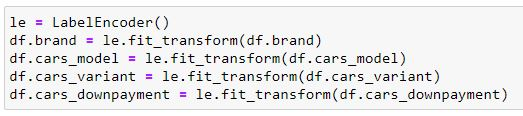 le = LabelEncoder()
df.brand = le.fit_transform(df.brand)
df.cars_model = le.fit_transform(df.cars_model)
df.cars_variant = le.fit_transform(df.cars_variant)
df.cars_downpayment = le.fit_transform(df.cars_downpayment)